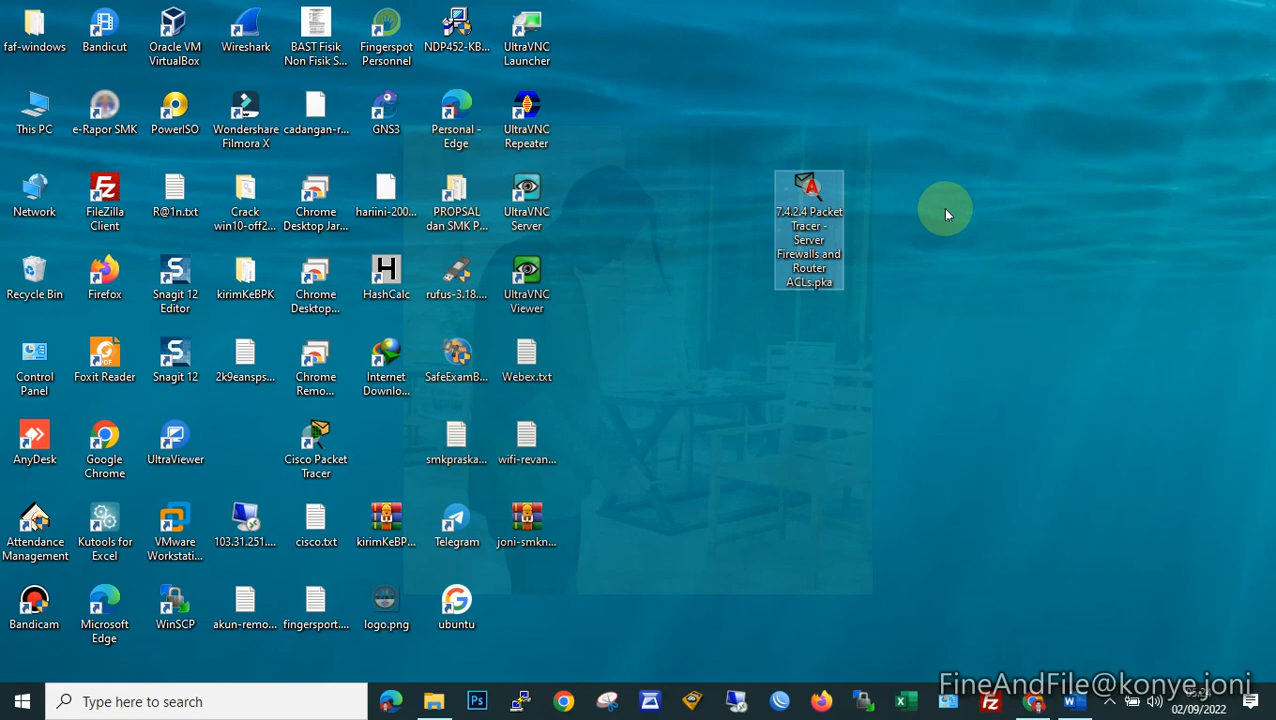 faf-windows
Bandicut
Oracle VM
VirtualBox
Wireshark
BAST Fisik
Non Fisik S...
Fingerspot
Personnel
NDP452-KB...
UltraVNC
Launcher
This PC
e-Rapor SMK
PowerISO
Wondershare
Filmora X
cadangan-r...
GNS3
Personal -
Edge
UltraVNC
Repeater
Network
FileZilla
Client
R@1n.txt
Crack
win10-off2...
Chrome
Desktop Jar...
hariini-200...
PROPSAL
dan SMK P...
UltraVNC
Server
7.4.2.4 Packet
Tracer -
Server
Firewalls and
Router
ACLs.pka
Recycle Bin
Firefox
Snagit 12
Editor
kirimKeBPK
Chrome
Desktop...
HashCalc
rufus-3.18....
UltraVNC
Viewer
Control
Panel
Foxit Reader
Snagit 12
2k9eansps...
Chrome
Remo...
Internet
Downlo...
SafeExamB...
Webex.txt
AnyDesk
Google
Chrome
UltraViewer
Cisco Packet
Tracer
smkpraska...
wifi-revan...
Attendance
Management
Kutools for
Excel
VMware
Workstati...
103.31.251....
cisco.txt
kirimKeBP...
Telegram
joni-smkn...
Bandicam
Microsoft
Edge
WinSCP
akun-remo...
fingersport....
logo.png
ubuntu
Type here to search
FineAndFile@konye.joni
02/09/2022